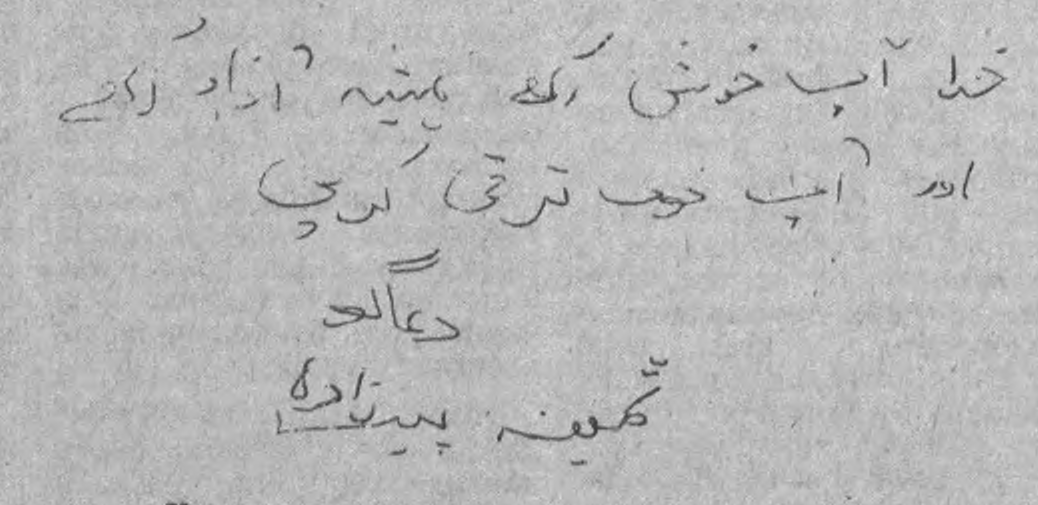 خدا آپ خوش رکھے ہمیشہ آزاد رکھے
اور آپ خوب ترقی کریں
دعاگو
تہمینہ پیرزادہ